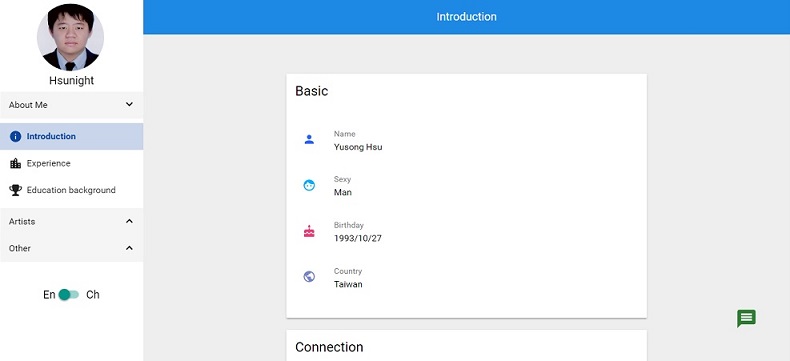 Introduction
Hsunight
About Me
Introduction
Experience
Education background
Artists
Other
En Ch
Basic
Name
Yusong Hsu
Sexy
Man
Birthday
1993/10/27
Country
Taiwan
Connection